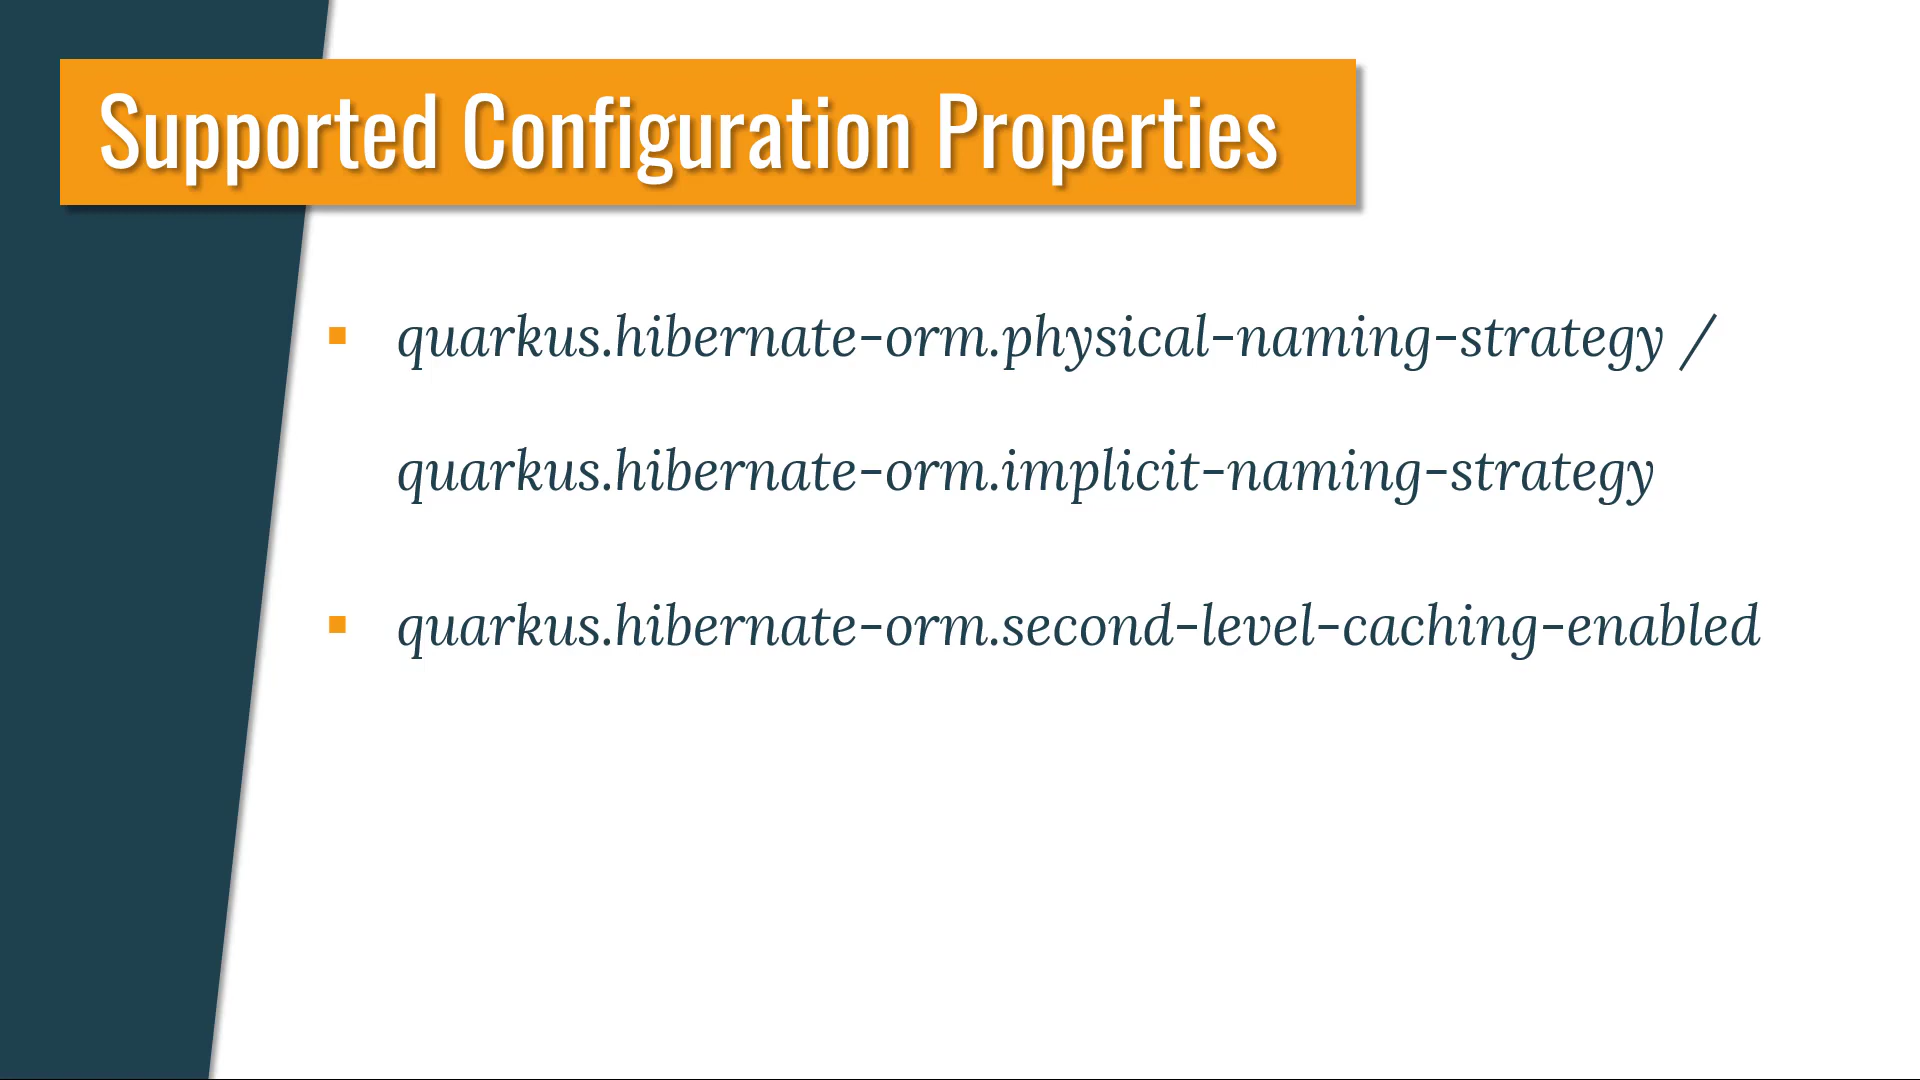 Supported Configuration Properties
quarkus.hibernate-orm.physical-naming-strategy /
quarkus.hibernate-orm.implicit-naming-strategy
quarkus.hibernate-orm.second-level-caching-enabled